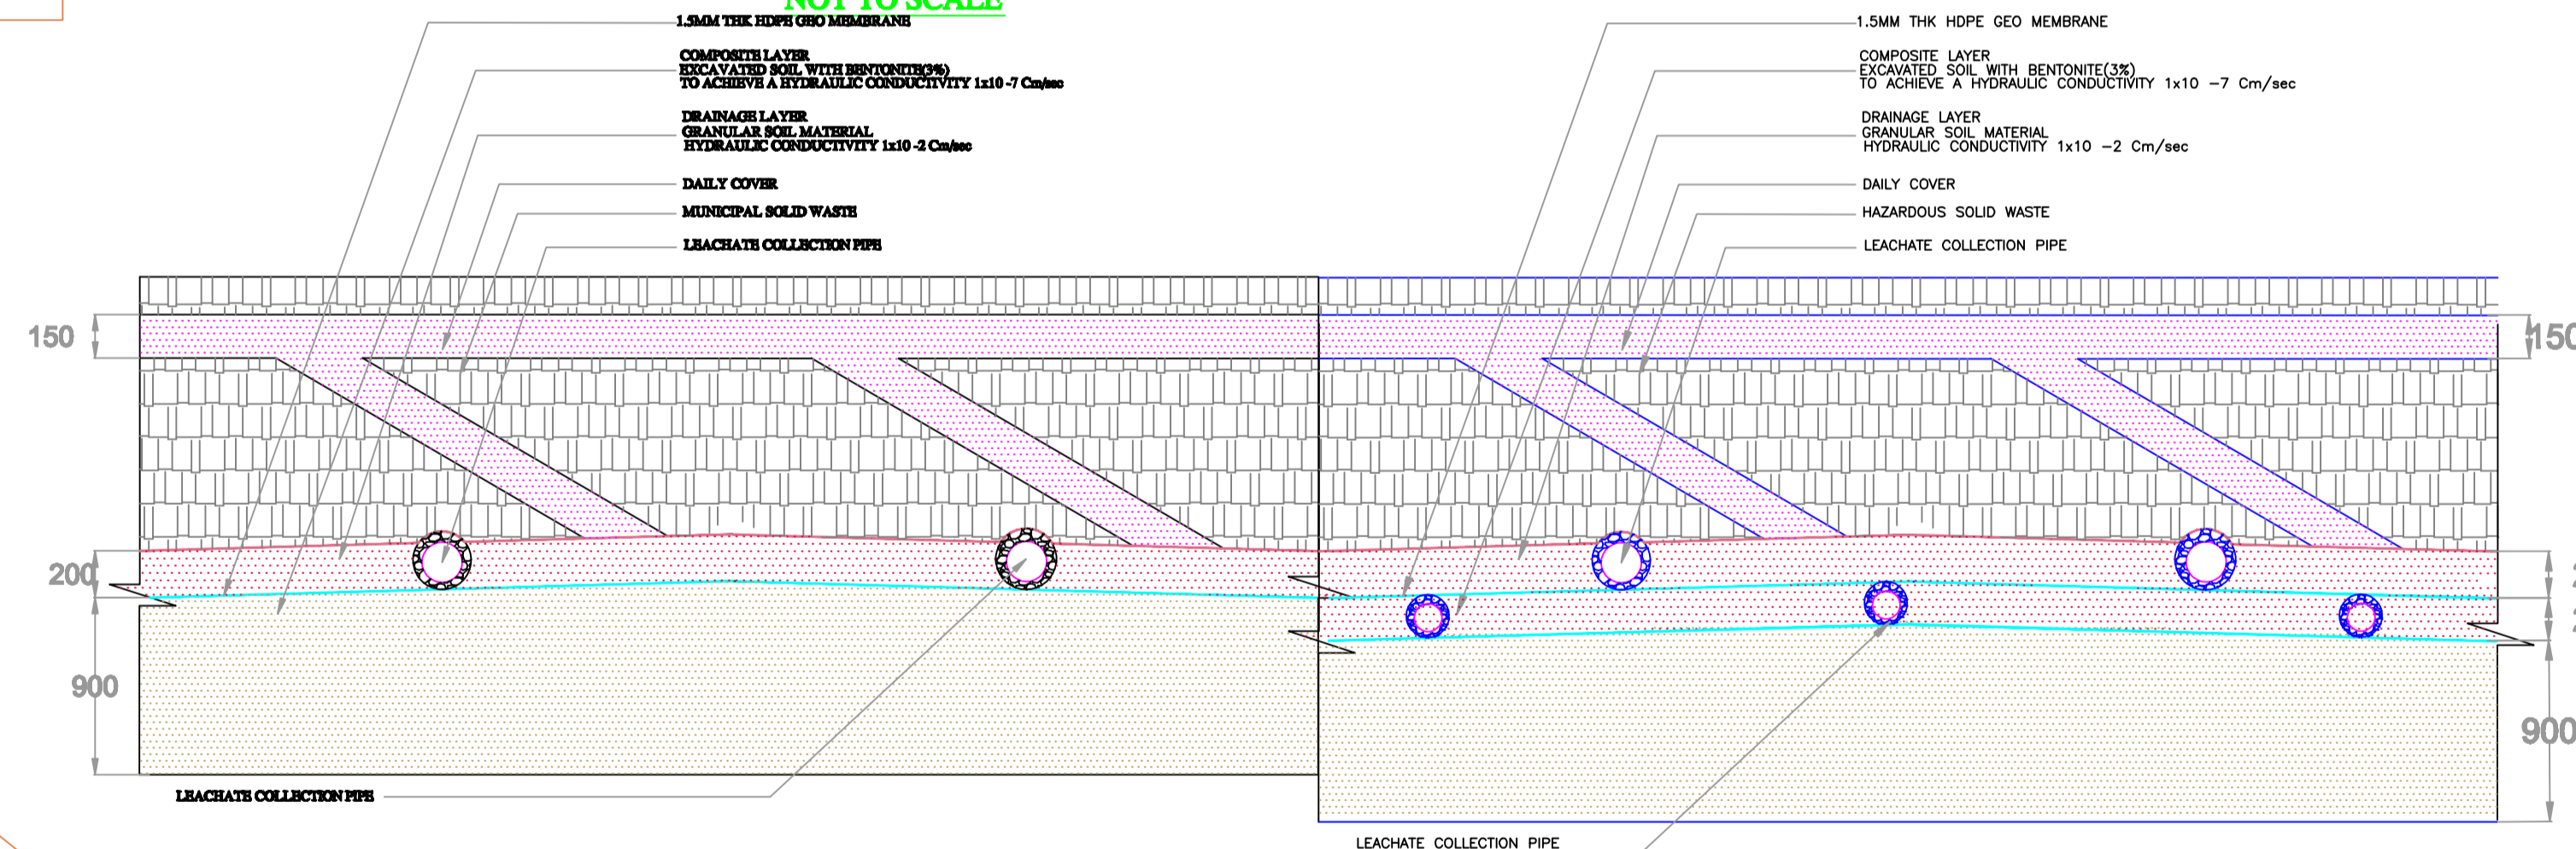 NOT TO SCALE
1.5MM THK HDPE GEO MEMBRANE
COMPOSITE LAYER
EXCAVATED SOIL WITH BENTONITE(3%)
TO ACHIEVE A HYDRAULIC CONDUCTIVITY 1x10 -7 Cm/sec
DRAINAGE LAYER
GRANULAR SOIL MATERIAL
HYDRAULIC CONDUCTIVITY 1x10 -2 Cm/sec
DAILY COVER
MUNICIPAL SOLID WASTE
LEACHATE COLLECTION PIPE
150
200
900
LEACHATE COLLECTION PIPE
1.5MM THK HDPE GEO MEMBRANE
COMPOSITE LAYER
EXCAVATED SOIL WITH BENTONITE(3%)
TO ACHIEVE A HYDRAULIC CONDUCTIVITY 1x10 -7 Cm/sec
DRAINAGE LAYER
GRANULAR SOIL MATERIAL
HYDRAULIC CONDUCTIVITY 1x10 -2 Cm/sec
DAILY COVER
HAZARDOUS SOLID WASTE
LEACHATE COLLECTION PIPE
150
900
LEACHATE COLLECTION PIPE